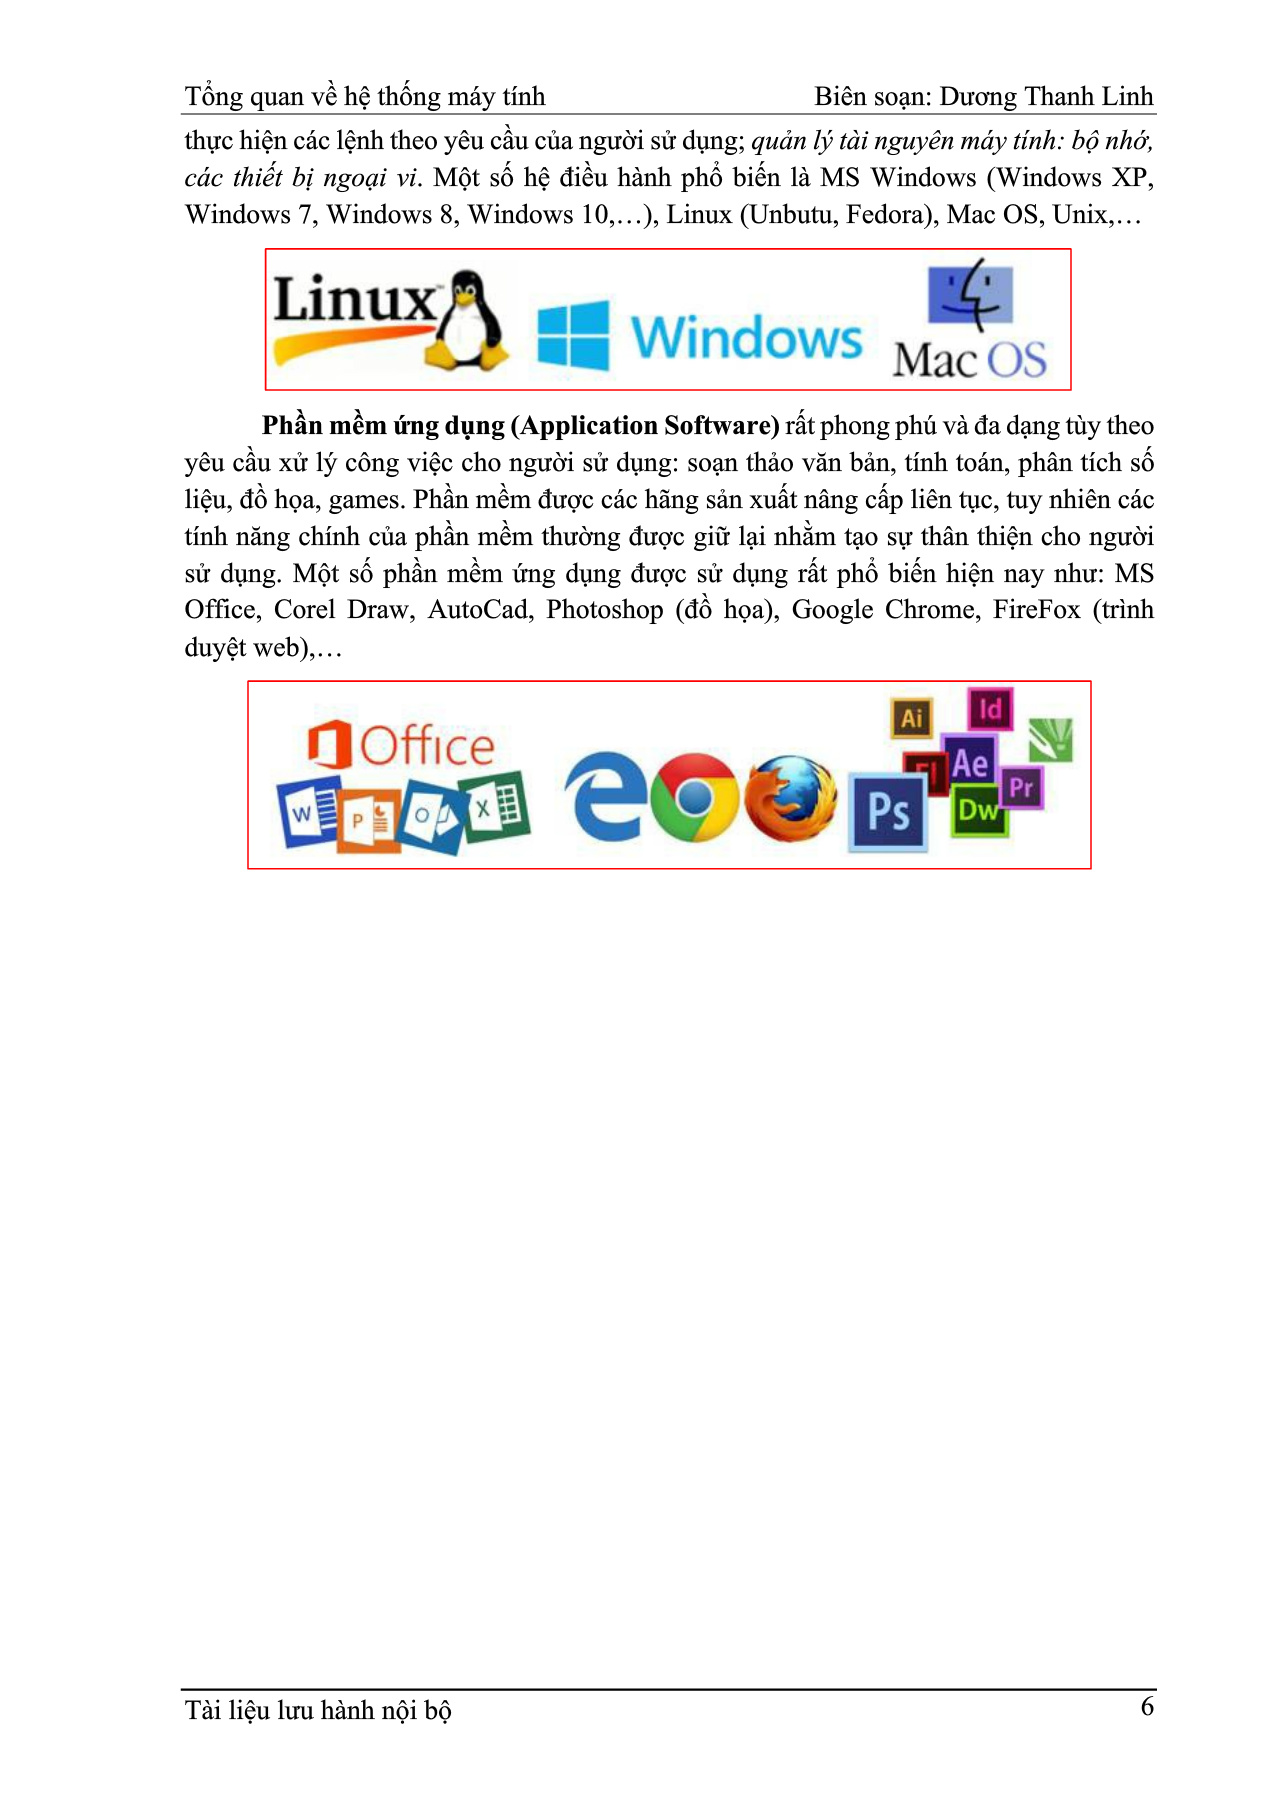 Tổng quan về hệ thống máy tính Biên soạn: Dương Thanh Linh
thực hiện các lệnh theo yêu cầu của người sử dụng; quản lý tài nguyên máy tính: bộ nhớ,
các thiết bị ngoại vi. Một số hệ điều hành phổ biến là MS Windows (Windows XP,
Windows 7, Windows 8, Windows 10,…), Linux (Unbutu, Fedora), Mac OS, Unix,…
Linux™
Windows
Mac OS
Phần mềm ứng dụng (Application Software) rất phong phú và đa dạng tùy theo
yêu cầu xử lý công việc cho người sử dụng: soạn thảo văn bản, tính toán, phân tích số
liệu, đồ họa, games. Phần mềm được các hãng sản xuất nâng cấp liên tục, tuy nhiên các
tính năng chính của phần mềm thường được giữ lại nhằm tạo sự thân thiện cho người
sử dụng. Một số phần mềm ứng dụng được sử dụng rất phổ biến hiện nay như: MS
Office, Corel Draw, AutoCad, Photoshop (đồ họa), Google Chrome, FireFox (trình
duyệt web),…
Office
W P O X
e
Ai Id
Fl Ae
Pr
Ps Dw
Tài liệu lưu hành nội bộ 6